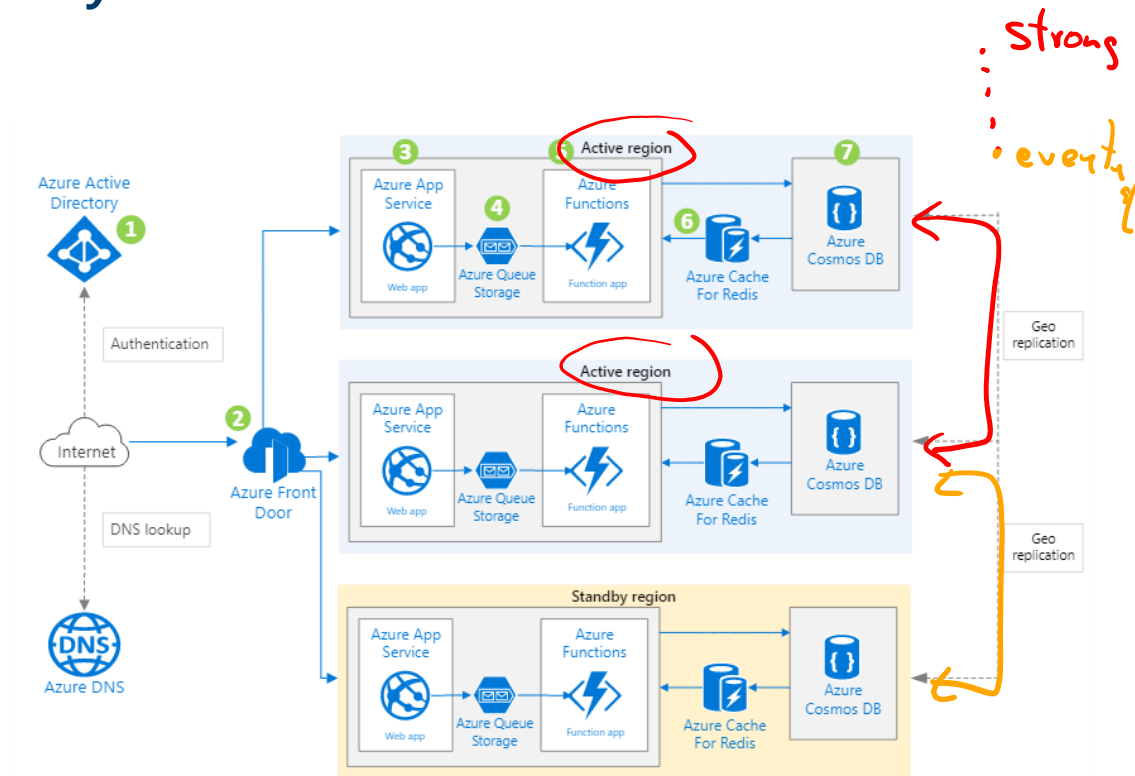 strong
eventy
Active region
3
5
7
Azure App
Service
4
Azure
Functions
6
Web app
Azure Queue
Storage
Function app
Azure Cache
For Redis
Azure
Cosmos DB
Azure Active
Directory
1
Authentication
Geo
replication
Active region
2
Internet
Azure Front
Door
Azure App
Service
Azure
Functions
Web app
Azure Queue
Storage
Function app
Azure Cache
For Redis
Azure
Cosmos DB
DNS lookup
Geo
replication
DNS
Azure DNS
Standby region
Azure App
Service
Azure
Functions
Web app
Azure Queue
Storage
Function app
Azure Cache
For Redis
Azure
Cosmos DB